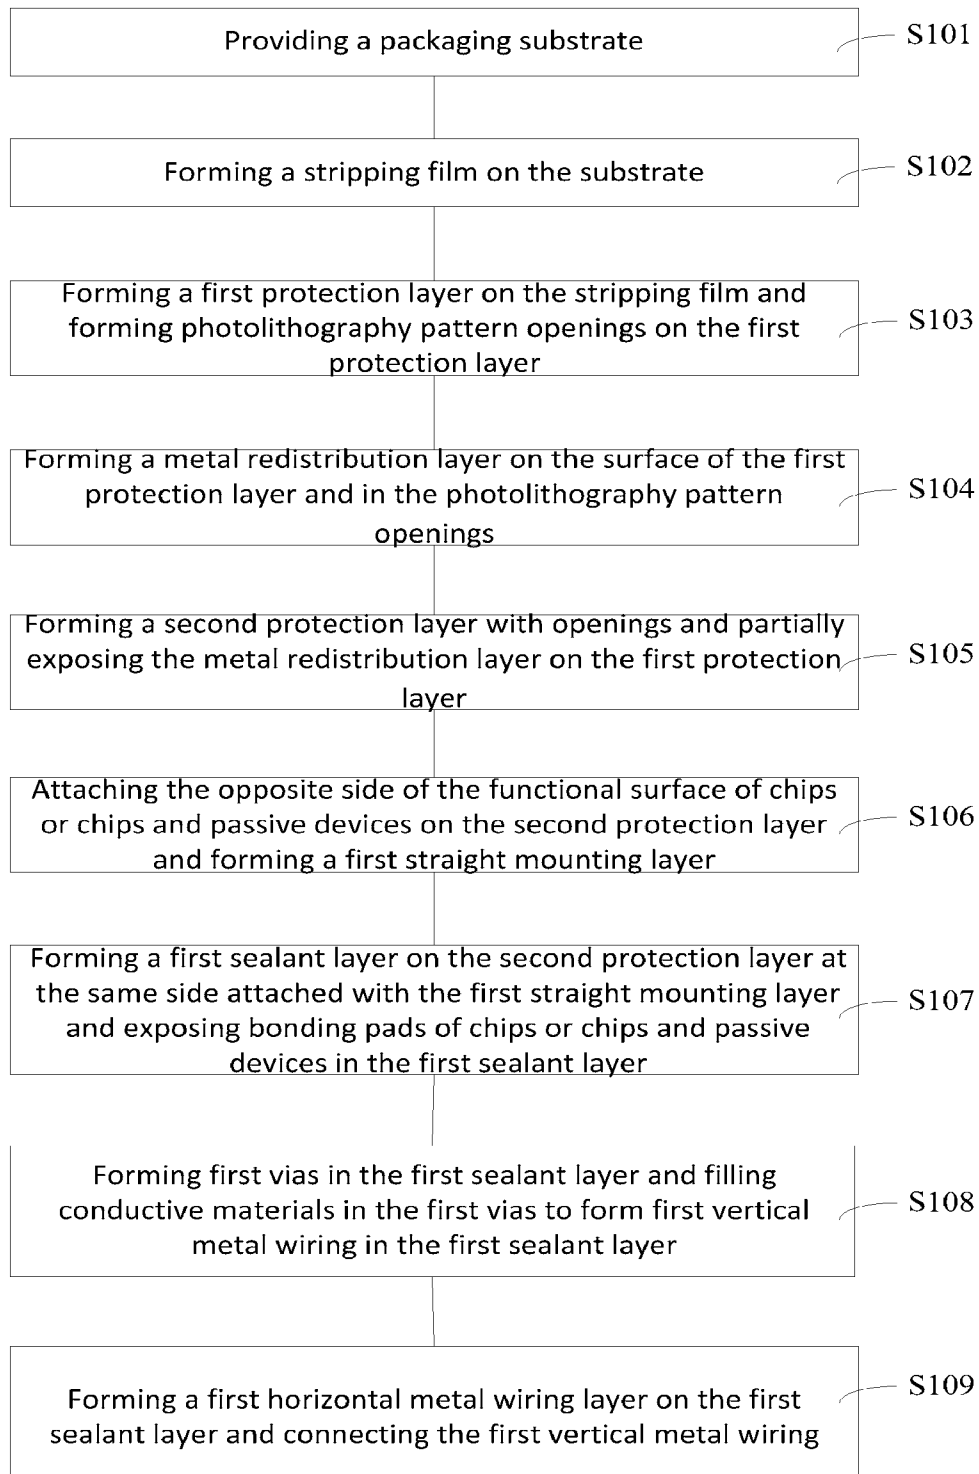 Providing a packaging substrate
S101
Forming a stripping film on the substrate
S102
Forming a first protection layer on the stripping film and
forming photolithography pattern openings on the first
protection layer
S103
Forming a metal redistribution layer on the surface of the first
protection layer and in the photolithography pattern
openings
S104
Forming a second protection layer with openings and partially
exposing the metal redistribution layer on the first protection
layer
S105
Attaching the opposite side of the functional surface of chips
or chips and passive devices on the second protection layer
and forming a first straight mounting layer
S106
Forming a first sealant layer on the second protection layer at
the same side attached with the first straight mounting layer
and exposing bonding pads of chips or chips and passive
devices in the first sealant layer
S107
Forming first vias in the first sealant layer and filling
conductive materials in the first vias to form first vertical
metal wiring in the first sealant layer
S108
Forming a first horizontal metal wiring layer on the first
sealant layer and connecting the first vertical metal wiring
S109